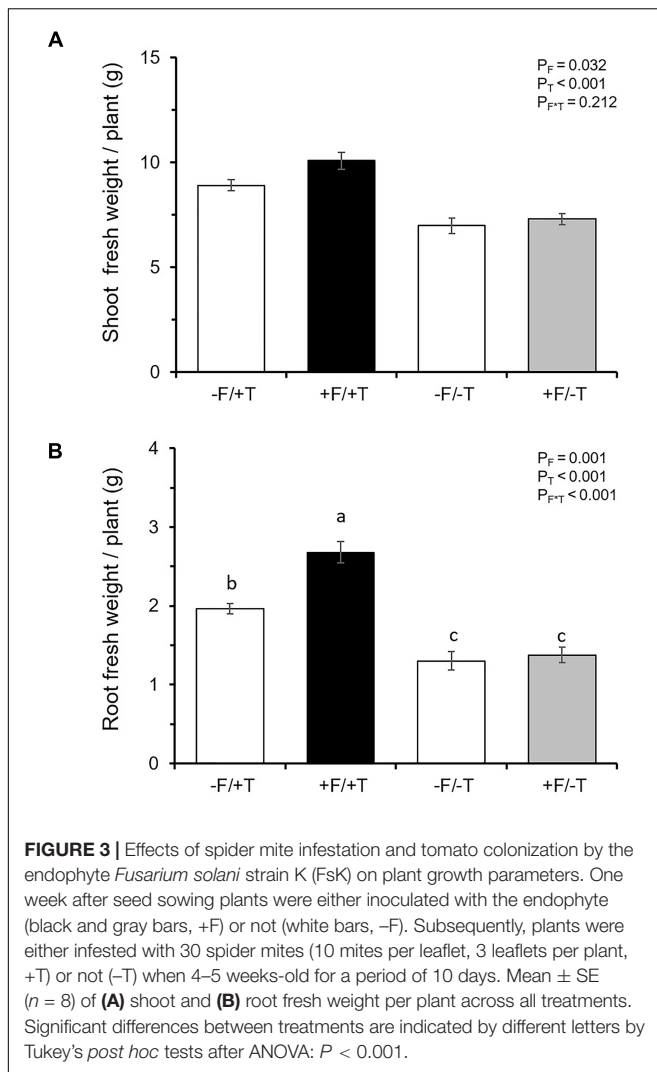 A
Shoot fresh weight / plant (g)
15
10
5
0
P_F = 0.032
P_T < 0.001
P_F*T = 0.212
-F/+T +F/+T -F/-T +F/-T
B
Root fresh weight / plant (g)
4
3
2
1
0
P_F = 0.001
P_T < 0.001
P_F*T < 0.001
b a c c
-F/+T +F/+T -F/-T +F/-T
FIGURE 3 | Effects of spider mite infestation and tomato colonization by the
endophyte Fusarium solani strain K (FsK) on plant growth parameters. One
week after seed sowing plants were either inoculated with the endophyte
(black and gray bars, +F) or not (white bars, –F). Subsequently, plants were
either infested with 30 spider mites (10 mites per leaflet, 3 leaflets per plant,
+T) or not (–T) when 4–5 weeks-old for a period of 10 days. Mean ± SE
(n = 8) of (A) shoot and (B) root fresh weight per plant across all treatments.
Significant differences between treatments are indicated by different letters by
Tukey's post hoc tests after ANOVA: P < 0.001.